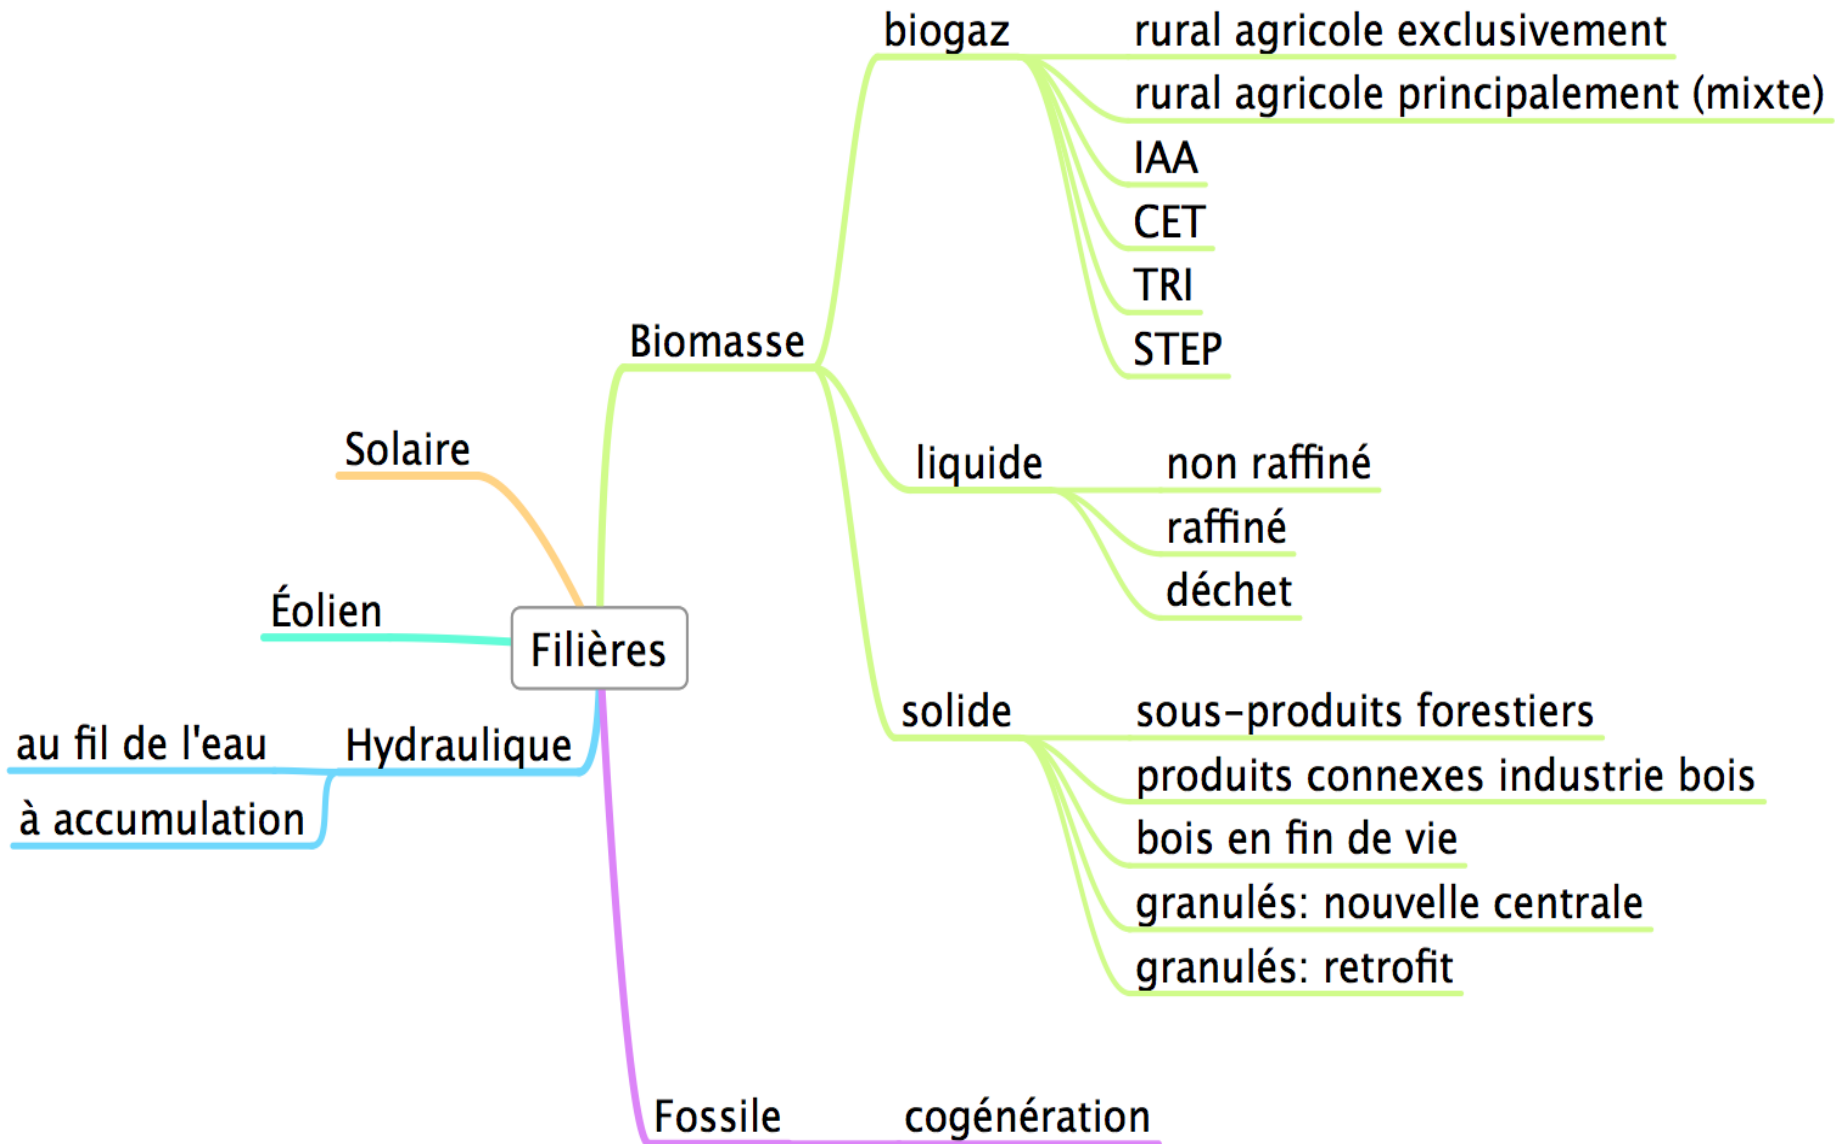 biogaz
rural agricole exclusivement
rural agricole principalement (mixte)
IAA
CET
TRI
STEP
Biomasse
liquide
non raffiné
raffiné
déchet
solide
sous-produits forestiers
produits connexes industrie bois
bois en fin de vie
granulés: nouvelle centrale
granulés: retrofit
Solaire
Éolien
Filières
Hydraulique
au fil de l'eau
à accumulation
Fossile
cogénération